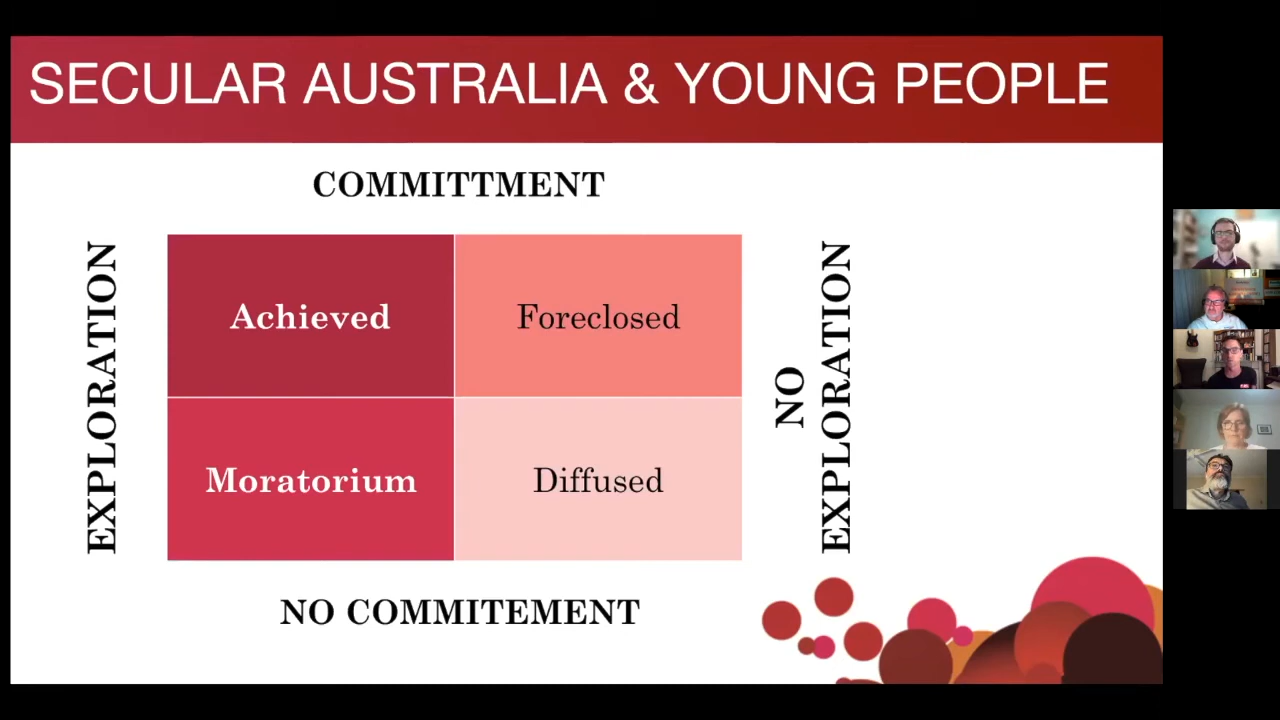 SECULAR AUSTRALIA & YOUNG PEOPLE
COMMITTMENT
EXPLORATION
Achieved
Foreclosed
Moratorium
Diffused
NO
EXPLORATION
NO COMMITEMENT